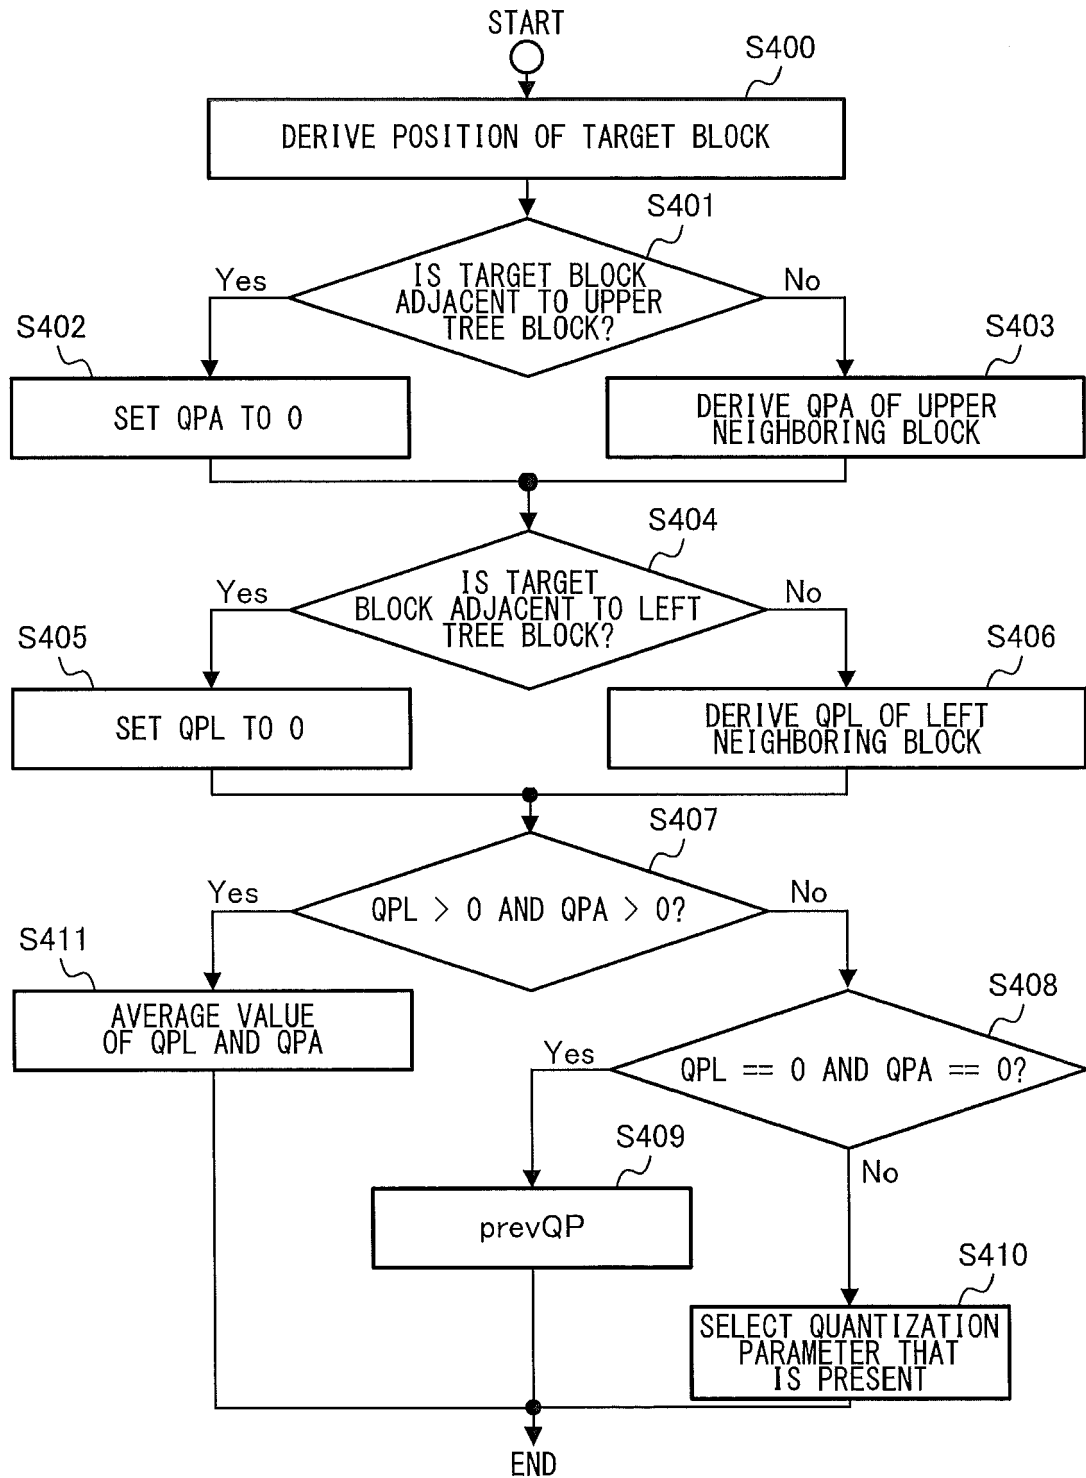 START
S400
DERIVE POSITION OF TARGET BLOCK
S401
IS TARGET BLOCK
ADJACENT TO UPPER
TREE BLOCK?
Yes
No
S402
SET QPA TO 0
S403
DERIVE QPA OF UPPER
NEIGHBORING BLOCK
S404
IS TARGET
BLOCK ADJACENT TO LEFT
TREE BLOCK?
Yes
No
S405
SET QPL TO 0
S406
DERIVE QPL OF LEFT
NEIGHBORING BLOCK
S407
QPL > 0 AND QPA > 0?
Yes
No
S411
AVERAGE VALUE
OF QPL AND QPA
S408
QPL == 0 AND QPA == 0?
Yes
No
S409
prevQP
S410
SELECT QUANTIZATION
PARAMETER THAT
IS PRESENT
END